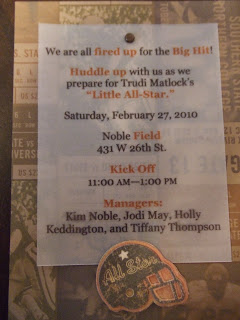 We are all fired up for the Big Hit!
Huddle up with us as we
prepare for Trudi Matlock's
"Little All-Star."
Saturday, February 27, 2010
Noble Field
431 W 26th St.
Kick Off
11:00 AM—1:00 PM
Managers:
Kim Noble, Jodi May, Holly
Keddington, and Tiffany Thompson
All Star